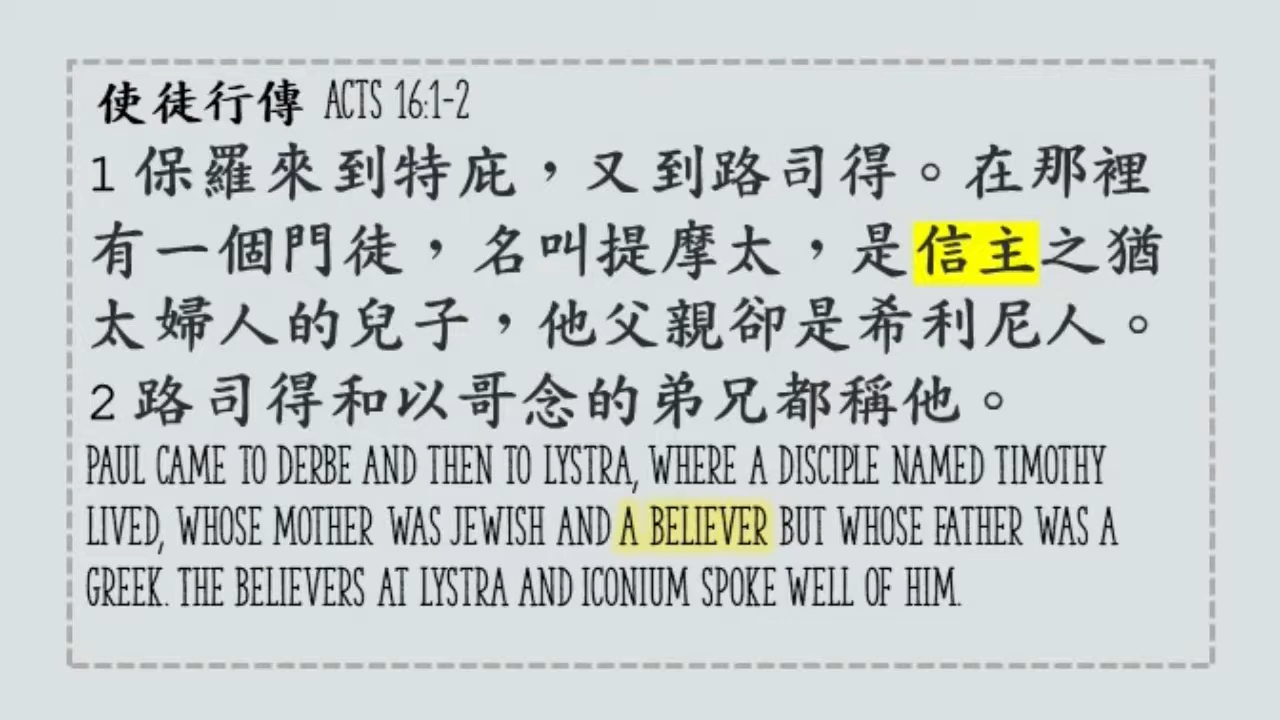 使徒行傳 ACTS 16:1-2
1 保羅來到特庇，又到路司得。在那裡
有一個門徒，名叫提摩太，是信主之猶
太婦人的兒子，他父親卻是希利尼人。
2 路司得和以哥念的弟兄都稱他。
PAUL CAME TO DERBE AND THEN TO LYSTRA, WHERE A DISCIPLE NAMED TIMOTHY
LIVED, WHOSE MOTHER WAS JEWISH AND A BELIEVER BUT WHOSE FATHER WAS A
GREEK. THE BELIEVERS AT LYSTRA AND ICONIUM SPOKE WELL OF HIM.